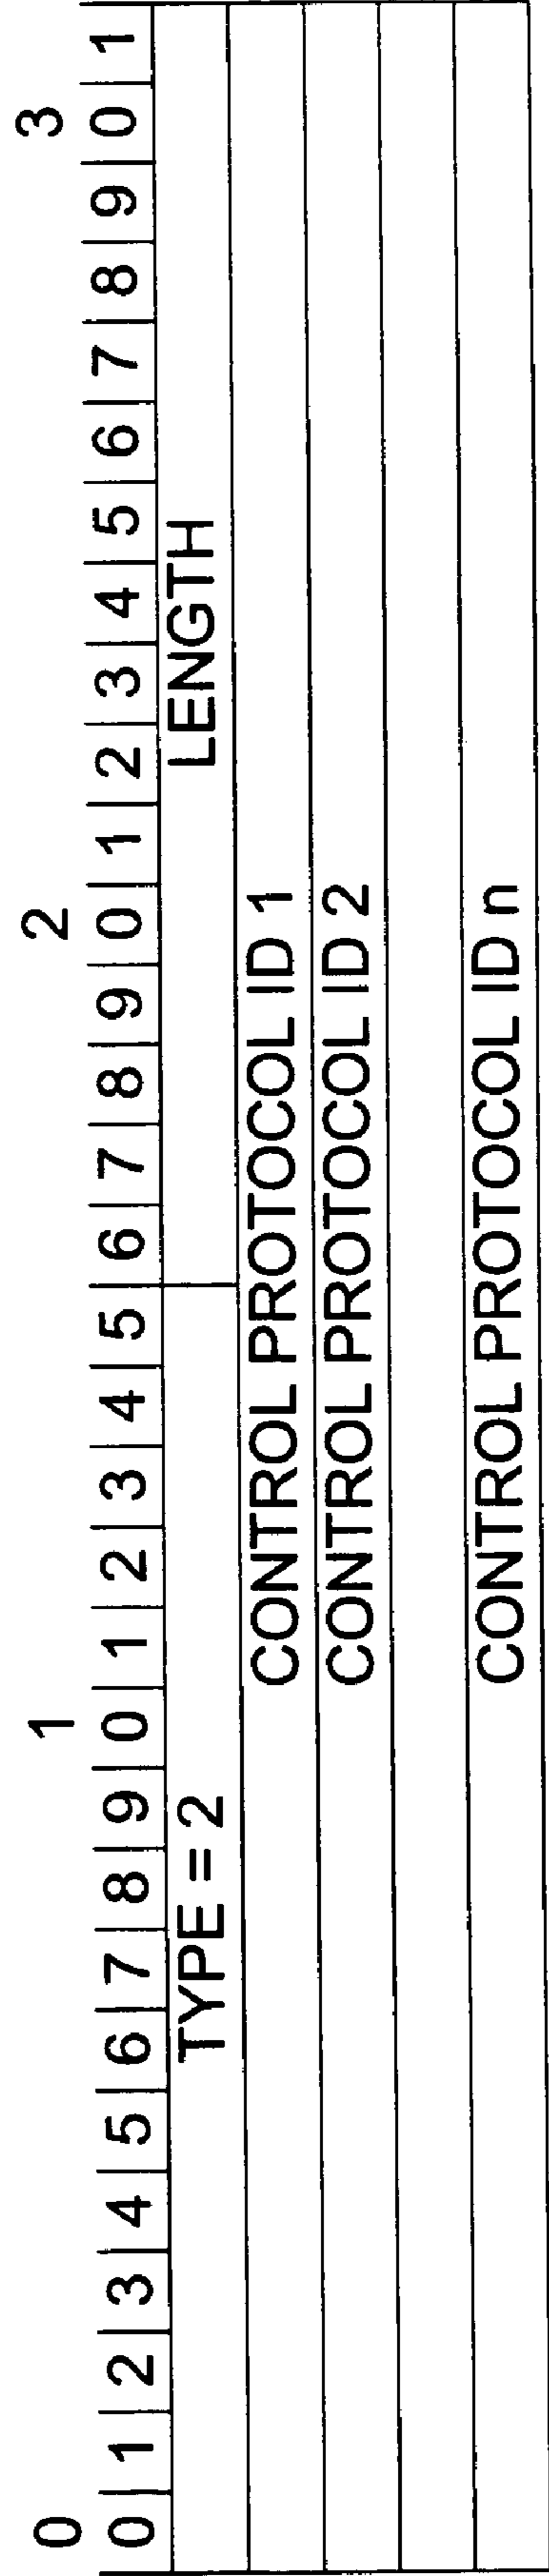 0 1 2 3
0 1 2 3 4 5 6 7 8 9 0 1 2 3 4 5 6 7 8 9 0 1 2 3 4 5 6 7 8 9 0 1
TYPE = 2 LENGTH
CONTROL PROTOCOL ID 1
CONTROL PROTOCOL ID 2
CONTROL PROTOCOL ID n